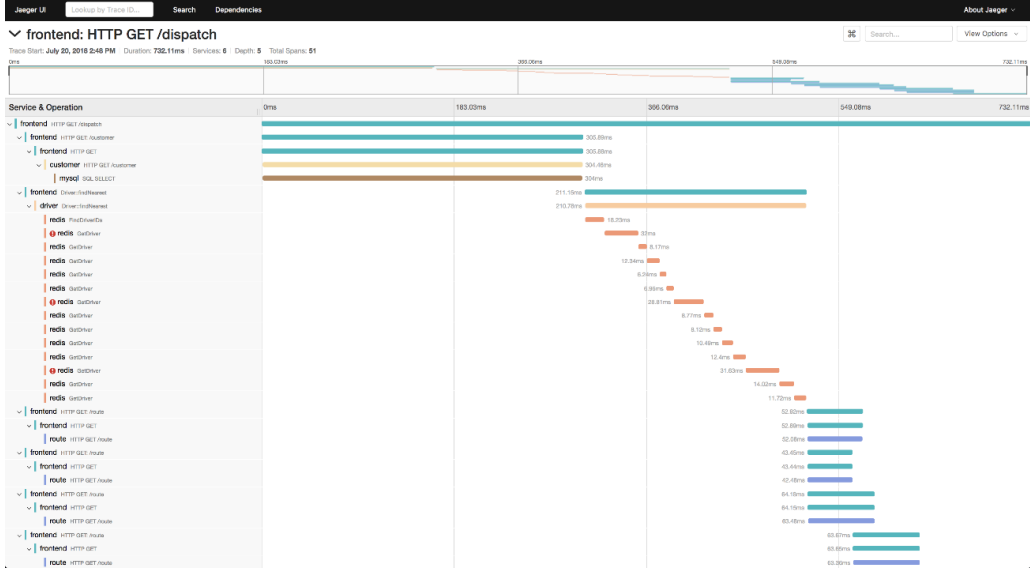 Jaeger UI Lookup by Trace ID... Search Dependencies About Jaeger
frontend: HTTP GET /dispatch ⌘ Search... View Options
Trace Start: July 20, 2018 2:48 PM Duration: 732.11ms Services: 6 Depth: 5 Total Spans: 51
0ms 183.03ms 366.06ms 549.08ms 732.11ms
Service & Operation 0ms 183.03ms 366.06ms 549.08ms 732.11ms
frontend HTTP GET /dispatch
frontend HTTP GET: /customer 305.89ms
frontend HTTP GET 305.88ms
customer HTTP GET /customer 304.48ms
mysql SQL SELECT 304ms
frontend Driver::findNearest 211.19ms
driver Driver::findNearest 210.78ms
redis FindDriverIDs 18.23ms
redis GetDriver 32ms
redis GetDriver 8.17ms
redis GetDriver 12.34ms
redis GetDriver
redis GetDriver 6.95ms
redis GetDriver 28.81ms
redis GetDriver 8.77ms
redis GetDriver 8.12ms
redis GetDriver 10.48ms
redis GetDriver 12.4ms
redis GetDriver 31.63ms
redis GetDriver 14.02ms
redis GetDriver 11.72ms
frontend HTTP GET: /route 52.92ms
frontend HTTP GET 52.89ms
route HTTP GET /route 52.08ms
frontend HTTP GET: /route 43.45ms
frontend HTTP GET 43.44ms
route HTTP GET /route 42.48ms
frontend HTTP GET: /route 64.16ms
frontend HTTP GET 64.16ms
route HTTP GET /route 63.48ms
frontend HTTP GET: /route 63.87ms
frontend HTTP GET 63.86ms
route HTTP GET /route